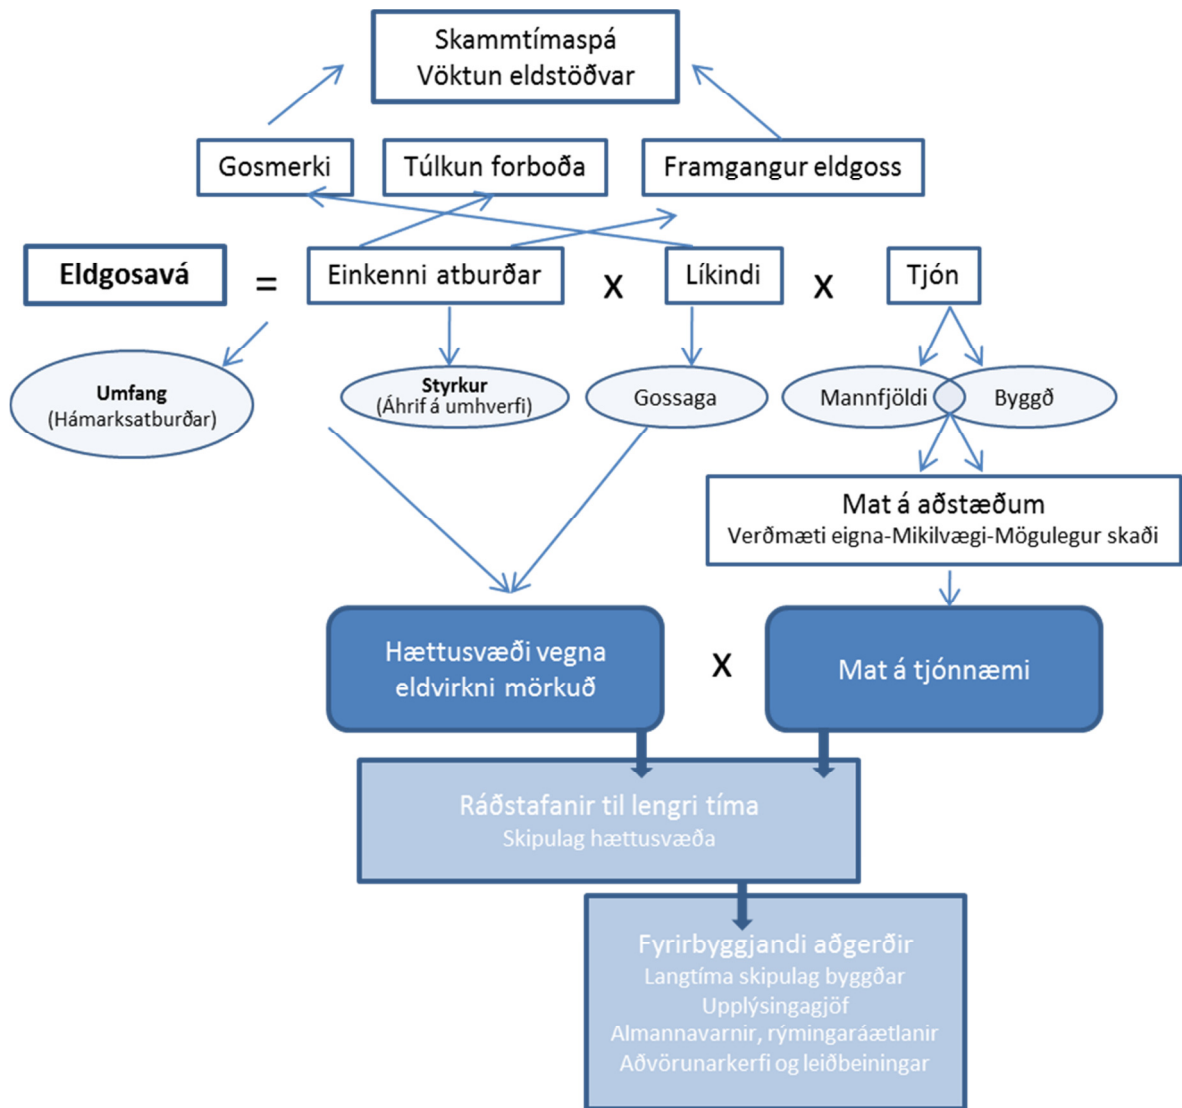 Skammtímaspá
Vöktun eldstöðvar
Gosmerki
Túlkun forboða
Framgangur eldgoss
Eldgosavá
=
Einkenni atburðar
x
Líkindi
x
Tjón
Umfang
(Hámarksatburðar)
Styrkur
(Áhrif á umhverfi)
Gossaga
Mannfjöldi
Byggð
Mat á aðstæðum
Verðmæti eigna-Mikilvægi-Mögulegur skaði
Hættusvæði vegna
eldvirkni mörkuð
x
Mat á tjónnæmi
Ráðstafanir til lengri tíma
Skipulag hættusvæða
Fyrirbyggjandi aðgerðir
Langtíma skipulag byggðar
Upplýsingagjöf
Almannavarnir, rýmingaráætlanir
Aðvörunarkerfi og leiðbeiningar